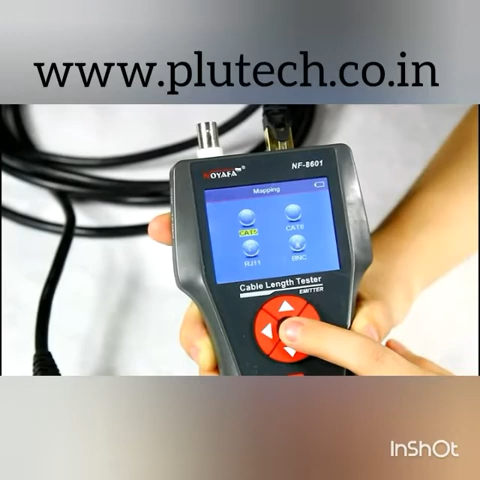 www.plutech.co.in
NOYAFA®
NF-8601
Mapping
CAT5
CAT6
RJ11
BNC
Cable Length Tester
EMITTER
InShOt